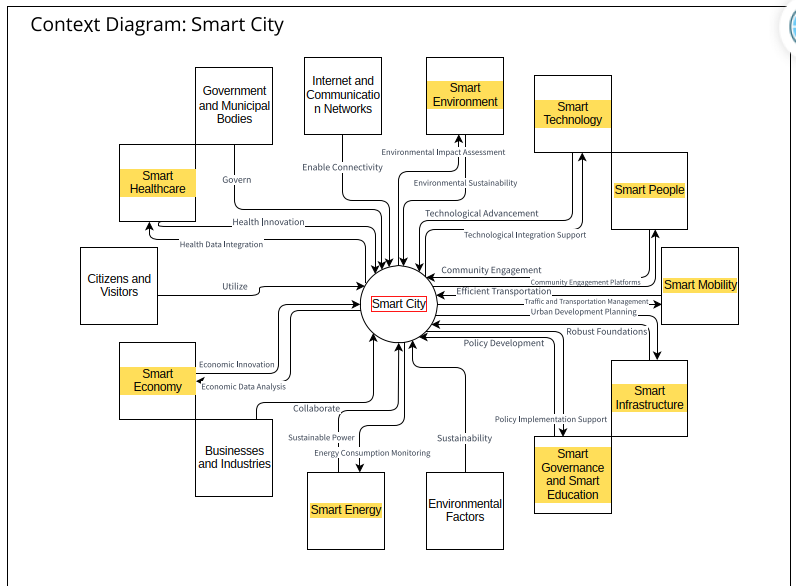 Context Diagram: Smart City
Government
and Municipal
Bodies
Internet and
Communicatio
n Networks
Smart
Environment
Smart
Technology
Smart
Healthcare
Smart People
Environmental Impact Assessment
Enable Connectivity
Govern
Environmental Sustainability
Technological Advancement
Health Innovation
Technological Integration Support
Health Data Integration
Citizens and
Visitors
Utilize
Community Engagement
Community Engagement Platforms
Efficient Transportation
Smart Mobility
Traffic and Transportation Management
Smart City
Urban Development Planning
Robust Foundations
Policy Development
Economic Innovation
Smart
Economy
Economic Data Analysis
Smart
Infrastructure
Collaborate
Policy Implementation Support
Sustainable Power
Sustainability
Energy Consumption Monitoring
Businesses
and Industries
Smart
Governance
and Smart
Education
Smart Energy
Environmental
Factors